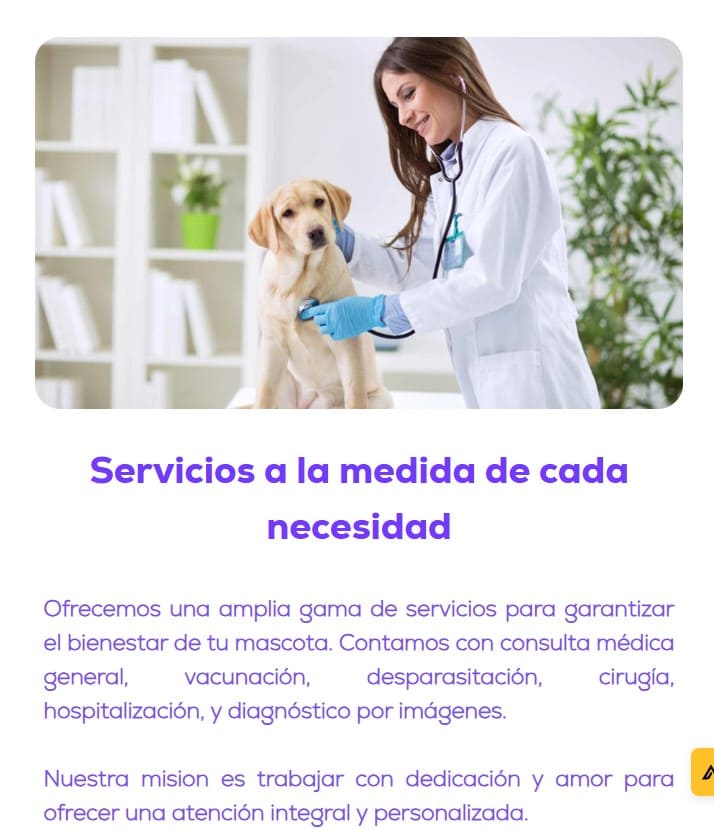 Servicios a la medida de cada
necesidad
Ofrecemos una amplia gama de servicios para garantizar
el bienestar de tu mascota. Contamos con consulta médica
general, vacunación, desparasitación, cirugía,
hospitalización, y diagnóstico por imágenes.
Nuestra mision es trabajar con dedicación y amor para
ofrecer una atención integral y personalizada.